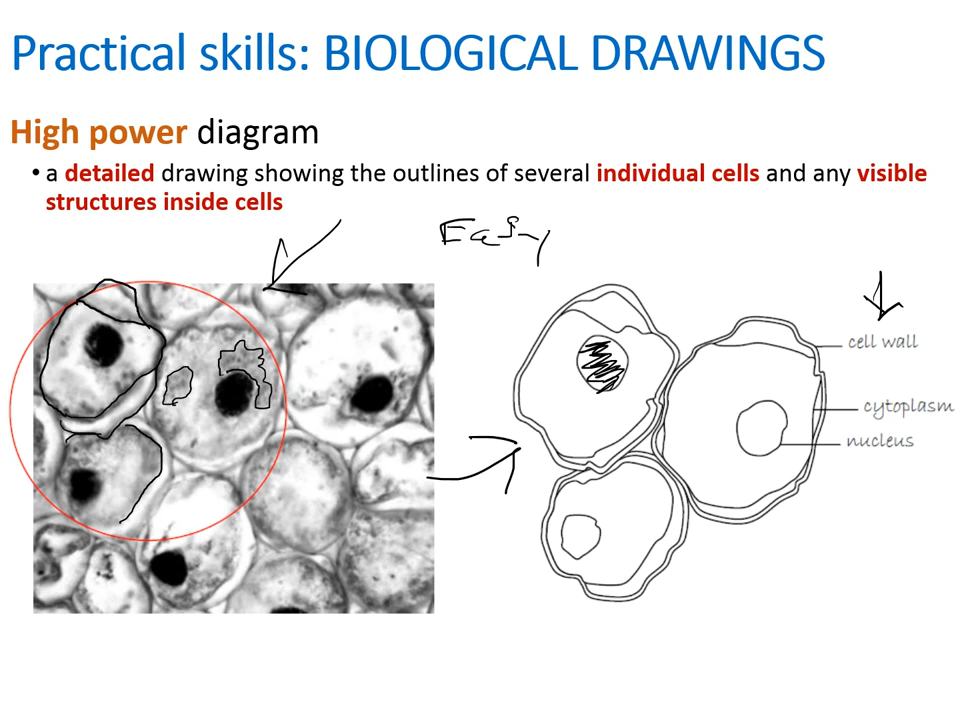 Practical skills: BIOLOGICAL DRAWINGS
High power diagram
• a detailed drawing showing the outlines of several individual cells and any visible
structures inside cells
Easy
cell wall
cytoplasm
nucleus